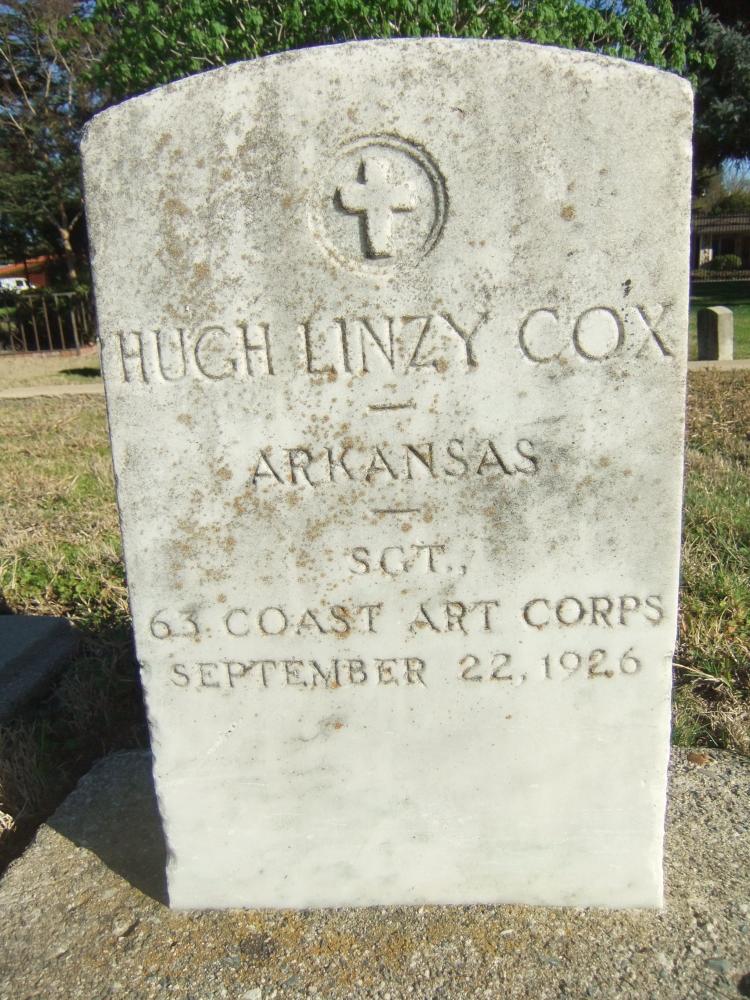 HUGH LINZY COX
—
ARKANSAS
—
SGT.,
63 COAST ART CORPS
SEPTEMBER 22, 1926